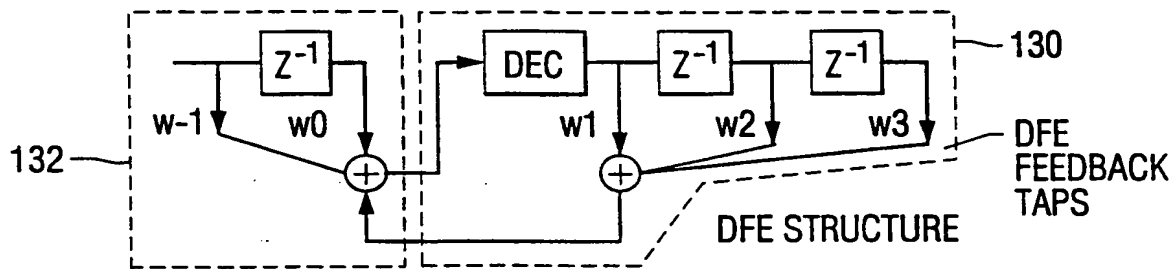 130
Z⁻¹ DEC Z⁻¹ Z⁻¹
w-1 w0 w1 w2 w3
132
+ +
DFE
FEEDBACK
TAPS
DFE STRUCTURE